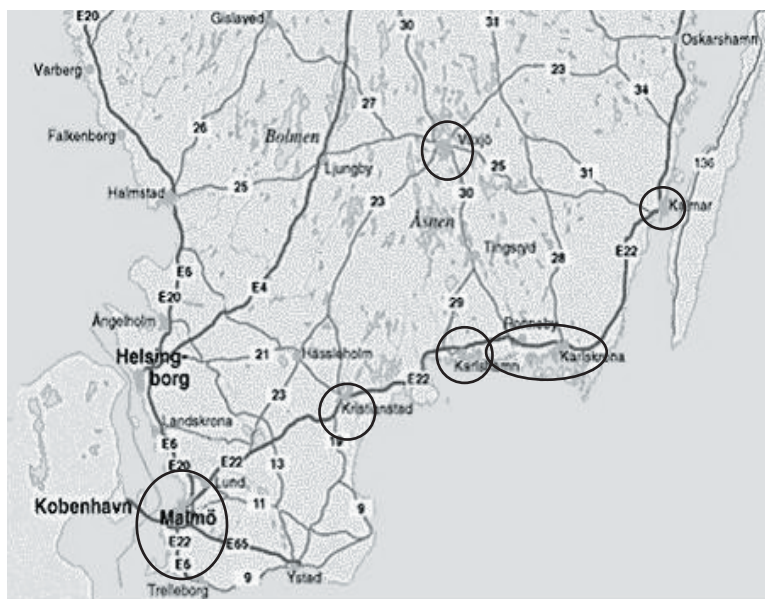 E20
Gislaved
30
31
Oskarshamn
Varberg
23
34
27
26
Bolmen
Växjö
Falkenberg
Ljungby
25
136
31
Halmstad
25
23
30
Kalmar
Åsnen
Tingsryd
E22
28
E6
E4
E20
29
Ängelholm
Ronneby
Helsing-
borg
21
Hässleholm
Karlshamn
Karlskrona
E22
23
Kristianstad
Landskrona
E6
19
E20
E22
13
Lund
Kobenhavn
Malmö
11
9
E22
E65
E6
9
Ystad
Trelleborg